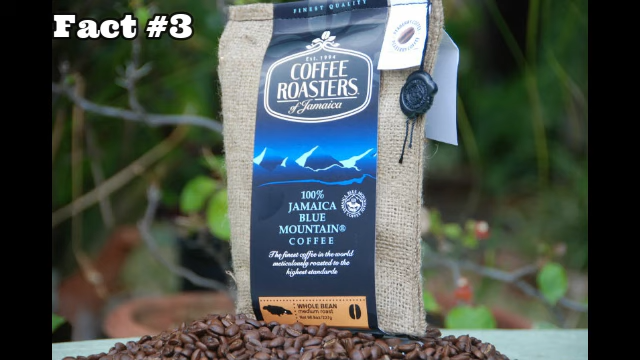 Fact #3
FINEST QUALITY
Est. 1994
COFFEE
ROASTERS
of Jamaica
100%
JAMAICA
BLUE
MOUNTAIN®
COFFEE
The finest coffee in the world
meticulously roasted to the
highest standards
WHOLE BEAN
medium roast